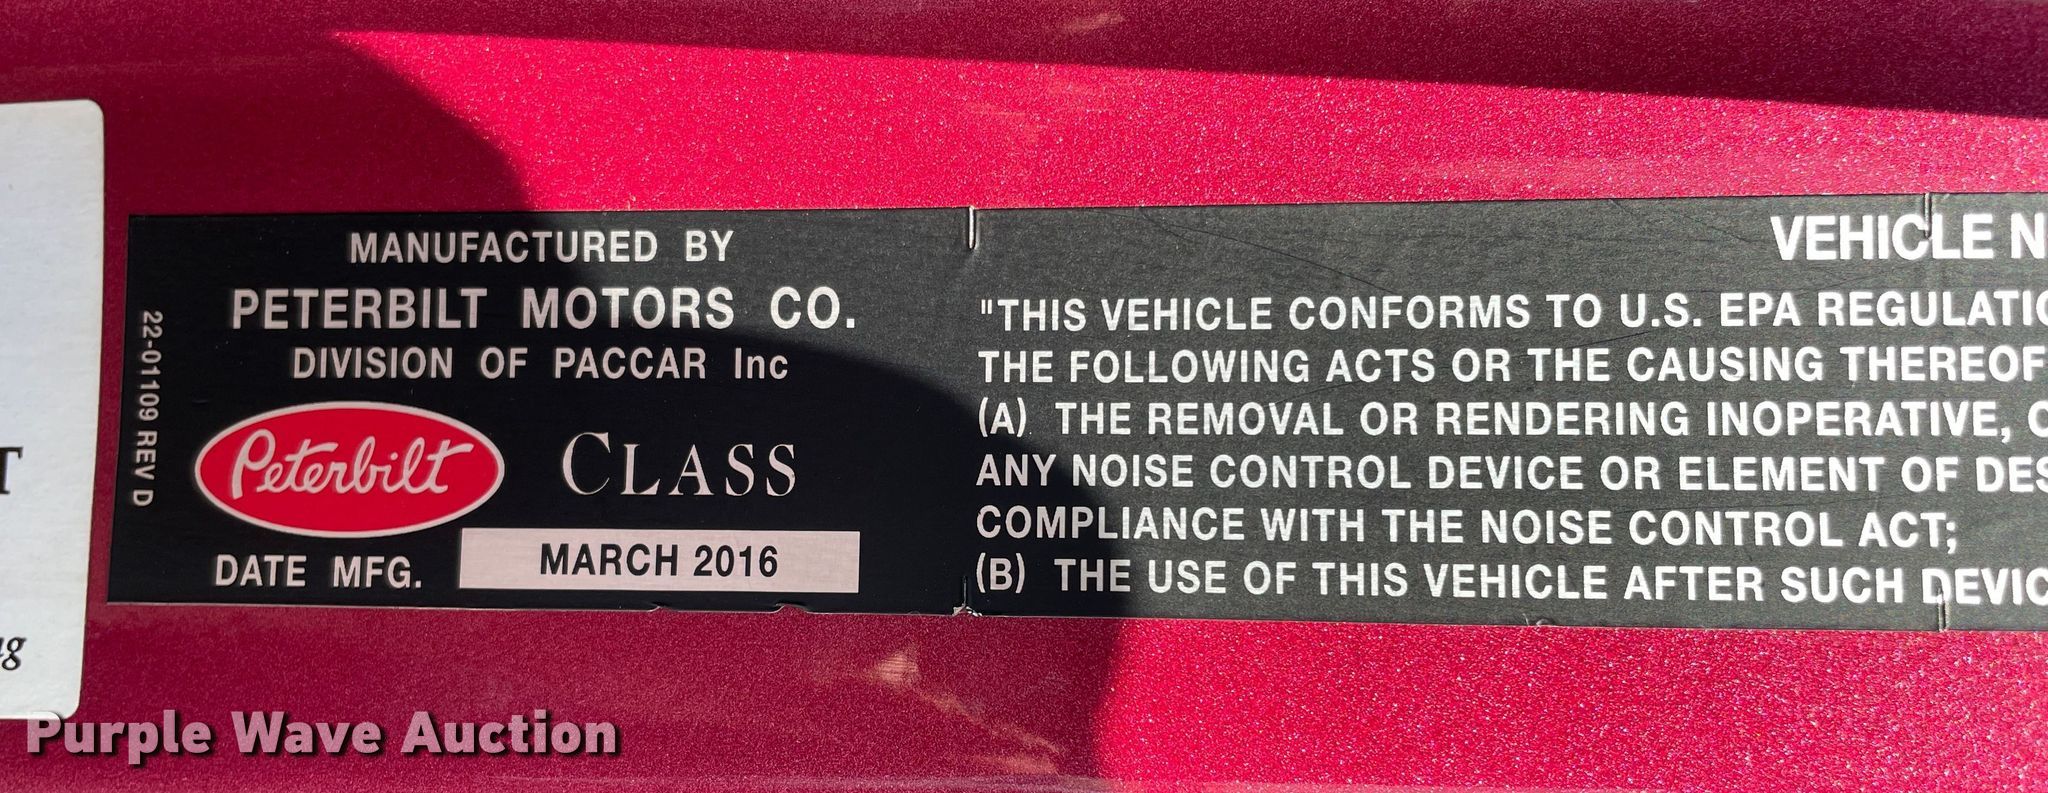 MANUFACTURED BY
PETERBILT MOTORS CO.
DIVISION OF PACCAR Inc
Peterbilt CLASS
DATE MFG. MARCH 2016
22-01109 REV D
VEHICLE N
"THIS VEHICLE CONFORMS TO U.S. EPA REGULATIO
THE FOLLOWING ACTS OR THE CAUSING THEREOF
(A) THE REMOVAL OR RENDERING INOPERATIVE, O
ANY NOISE CONTROL DEVICE OR ELEMENT OF DES
COMPLIANCE WITH THE NOISE CONTROL ACT;
(B) THE USE OF THIS VEHICLE AFTER SUCH DEVIC
T
Purple Wave Auction